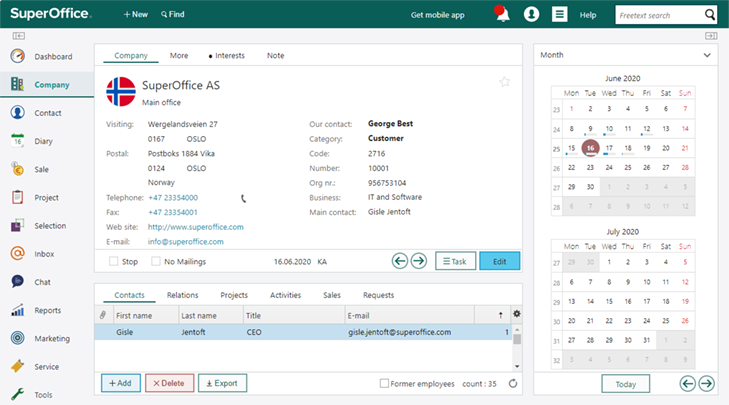 SuperOffice + New Find Get mobile app Help Freetext search
Dashboard
Company
Contact
Diary
14
Sale
Project
Selection
Inbox
Chat
Reports
Marketing
Service
Tools
Company More • Interests Note
SuperOffice AS
Main office
Visiting: Wergelandsveien 27
0167 OSLO
Postal: Postboks 1884 Vika
0124 OSLO
Norway
Telephone: +47 23354000
Fax: +47 23354001
Web site: http://www.superoffice.com
E-mail: info@superoffice.com
Our contact: George Best
Category: Customer
Code: 2716
Number: 10001
Org nr.: 956753104
Business: IT and Software
Main contact: Gisle Jentoft
Stop No Mailings 16.06.2020 KA Task Edit
Contacts Relations Projects Activities Sales Requests
First name Last name Title E-mail
Gisle Jentoft CEO gisle.jentoft@superoffice.com 1
+ Add × Delete Export Former employees count : 35
Month
June 2020
Mon Tue Wed Thu Fri Sat Sun
23 1 2 3 4 5 6 7
24 8 9 10 11 12 13 14
25 15 16 17 18 19 20 21
26 22 23 24 25 26 27 28
27 29 30 1 2 3 4 5
28 6 7 8 9 10 11 12
July 2020
Mon Tue Wed Thu Fri Sat Sun
27 29 30 1 2 3 4 5
28 6 7 8 9 10 11 12
29 13 14 15 16 17 18 19
30 20 21 22 23 24 25 26
31 27 28 29 30 31 1 2
32 3 4 5 6 7 8 9
Today